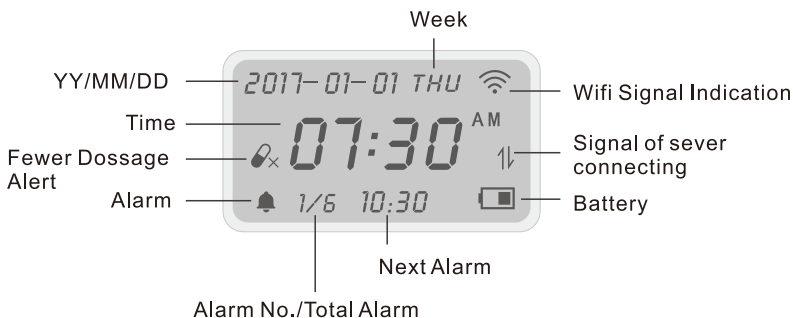 Week
YY/MM/DD
2017-01-01 THU
Wifi Signal Indication
Time
07:30 AM
Fewer Dossage
Alert
Signal of sever
connecting
Alarm
1/6 10:30
Battery
Next Alarm
Alarm No./Total Alarm